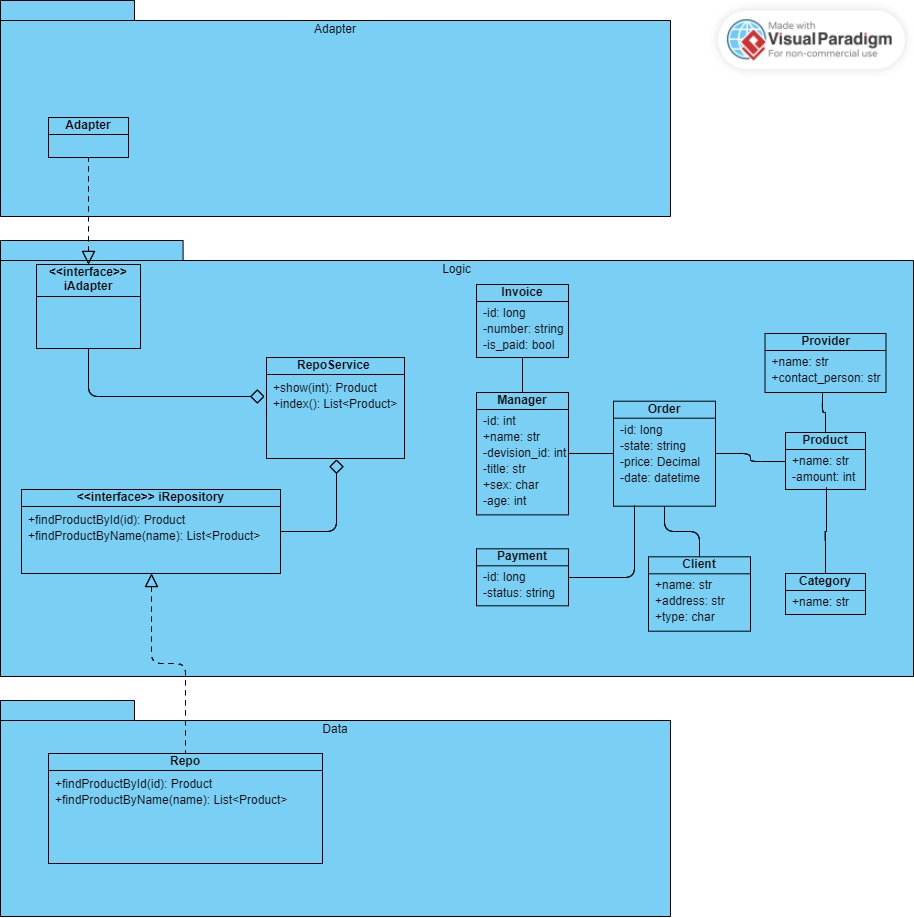 Adapter
Made with
Visual Paradigm
For non-commercial use
Adapter
Logic
<<interface>>
iAdapter
Invoice
-id: long
-number: string
-is_paid: bool
RepoService
+show(int): Product
+index(): List<Product>
Provider
+name: str
+contact_person: str
Manager
-id: int
+name: str
-devision_id: int
-title: str
+sex: char
-age: int
Order
-id: long
-state: string
-price: Decimal
-date: datetime
Product
+name: str
-amount: int
<<interface>> iRepository
+findProductById(id): Product
+findProductByName(name): List<Product>
Payment
-id: long
-status: string
Client
+name: str
+address: str
+type: char
Category
+name: str
Data
Repo
+findProductById(id): Product
+findProductByName(name): List<Product>